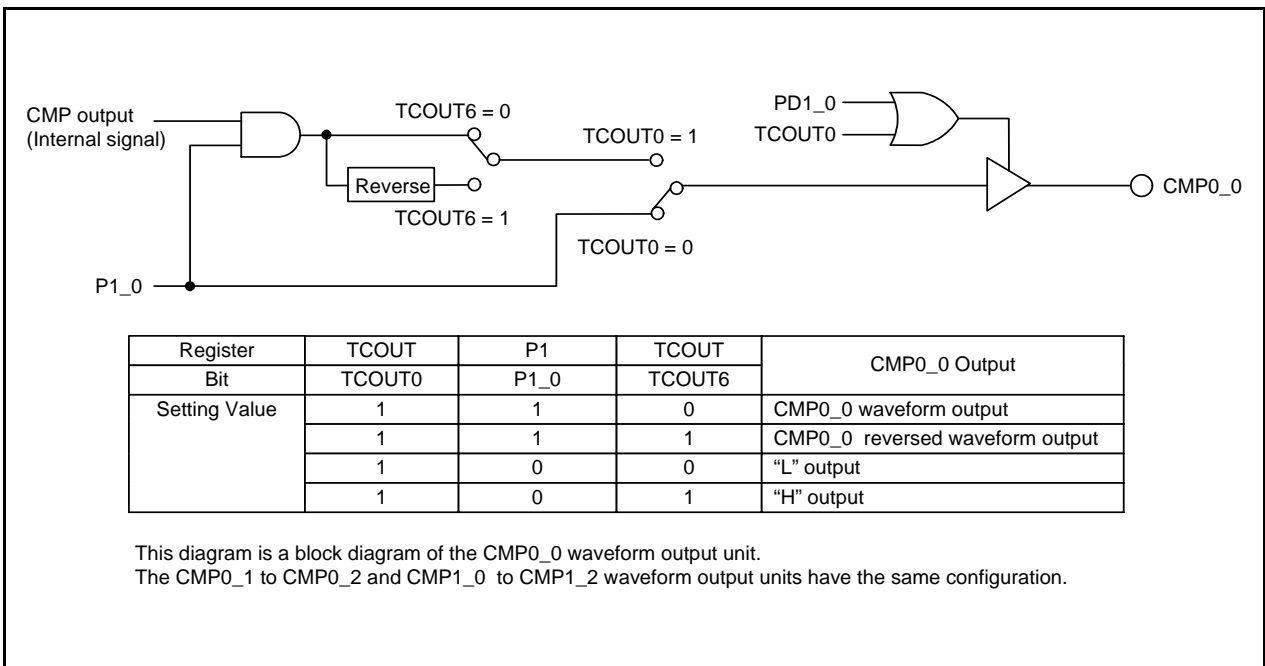 CMP output
(Internal signal)
TCOUT6 = 0
Reverse
TCOUT6 = 1
TCOUT0 = 1
TCOUT0 = 0
P1_0
PD1_0
TCOUT0
CMP0_0
Register TCOUT P1 TCOUT CMP0_0 Output
Bit TCOUT0 P1_0 TCOUT6
Setting Value 1 1 0 CMP0_0 waveform output
1 1 1 CMP0_0 reversed waveform output
1 0 0 “L” output
1 0 1 “H” output
This diagram is a block diagram of the CMP0_0 waveform output unit.
The CMP0_1 to CMP0_2 and CMP1_0 to CMP1_2 waveform output units have the same configuration.